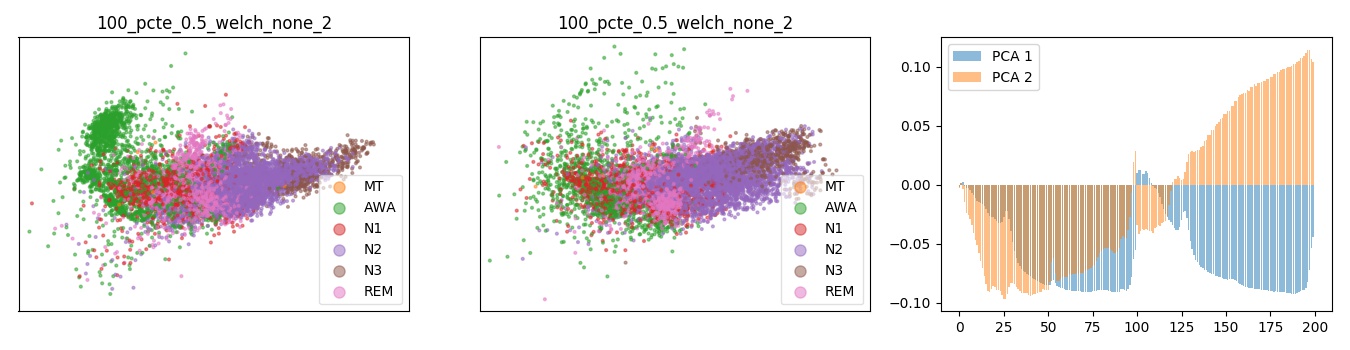 100_pcte_0.5_welch_none_2
MT
AWA
N1
N2
N3
REM
100_pcte_0.5_welch_none_2
MT
AWA
N1
N2
N3
REM
PCA 1
PCA 2
0.10
0.05
0.00
−0.05
−0.10
0 25 50 75 100 125 150 175 200